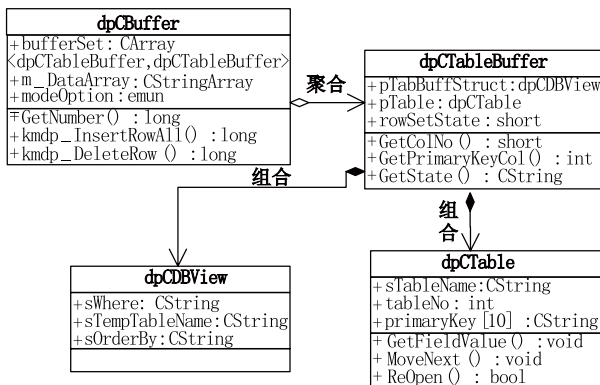 dpCBuffer
+bufferSet: CArray
<dpCTableBuffer,dpCTableBuffer>
+m_DataArray:CStringArray
+modeOption:emun
+GetNumber() : long
+kmdp_InsertRowAll() : long
+kmdp_DeleteRow() : long
聚合
dpCTableBuffer
+pTabBuffStruct:dpCDBView
+pTable:dpCTable
+rowSetState:short
+GetColNo() : short
+GetPrimaryKeyCol() : int
+GetState() : CString
组合
组
合
dpCDBView
+sWhere: CString
+sTempTableName:CString
+sOrderBy:CString
dpCTable
+sTableName:CString
+tableNo: int
+primaryKey[10] :CString
+ GetFieldValue() :void
+ MoveNext() : void
+ ReOpen() : bool